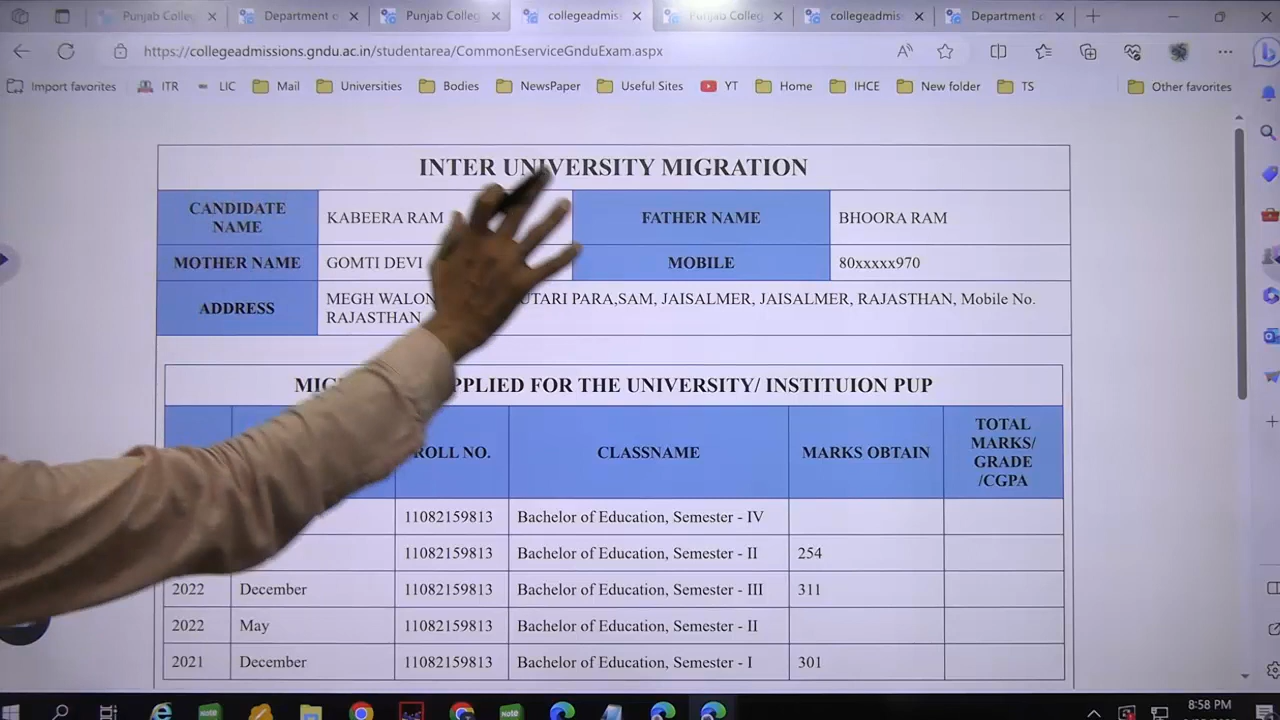 Punjab Colleg
Department o
Punjab Colleg
collegeadmis
Punjab Colleg
collegeadmis
Department of
https://collegeadmissions.gndu.ac.in/studentarea/CommonEserviceGnduExam.aspx
Import favorites
ITR
LIC
Mail
Universities
Bodies
NewsPaper
Useful Sites
YT
Home
IHCE
New folder
TS
Other favorites
INTER UNIVERSITY MIGRATION
CANDIDATE NAME
KABEERA RAM
FATHER NAME
BHOORA RAM
MOTHER NAME
GOMTI DEVI
MOBILE
80xxxxx970
ADDRESS
MEGH PARA,SAM, JAISALMER, JAISALMER, RAJASTHAN, Mobile No.
RAJASTHAN
FOR THE UNIVERSITY/ INSTITUION PUP
ROLL NO.
CLASSNAME
MARKS OBTAIN
TOTAL MARKS/ GRADE /CGPA
11082159813 Bachelor of Education, Semester - IV
11082159813 Bachelor of Education, Semester - II 254
2022 December 11082159813 Bachelor of Education, Semester - III 311
2022 May 11082159813 Bachelor of Education, Semester - II
2021 December 11082159813 Bachelor of Education, Semester - I 301
8:58 PM